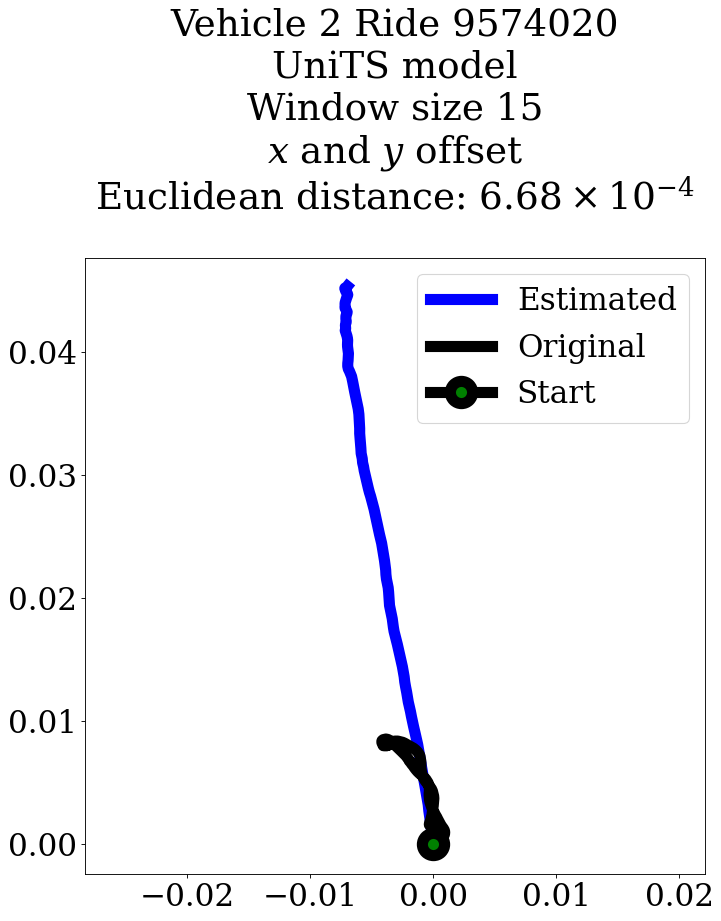 Vehicle 2 Ride 9574020
UniTS model
Window size 15
x and y offset
Euclidean distance: 6.68 × 10⁻⁴
Estimated
Original
Start
0.04
0.03
0.02
0.01
0.00
−0.02 −0.01 0.00 0.01 0.02